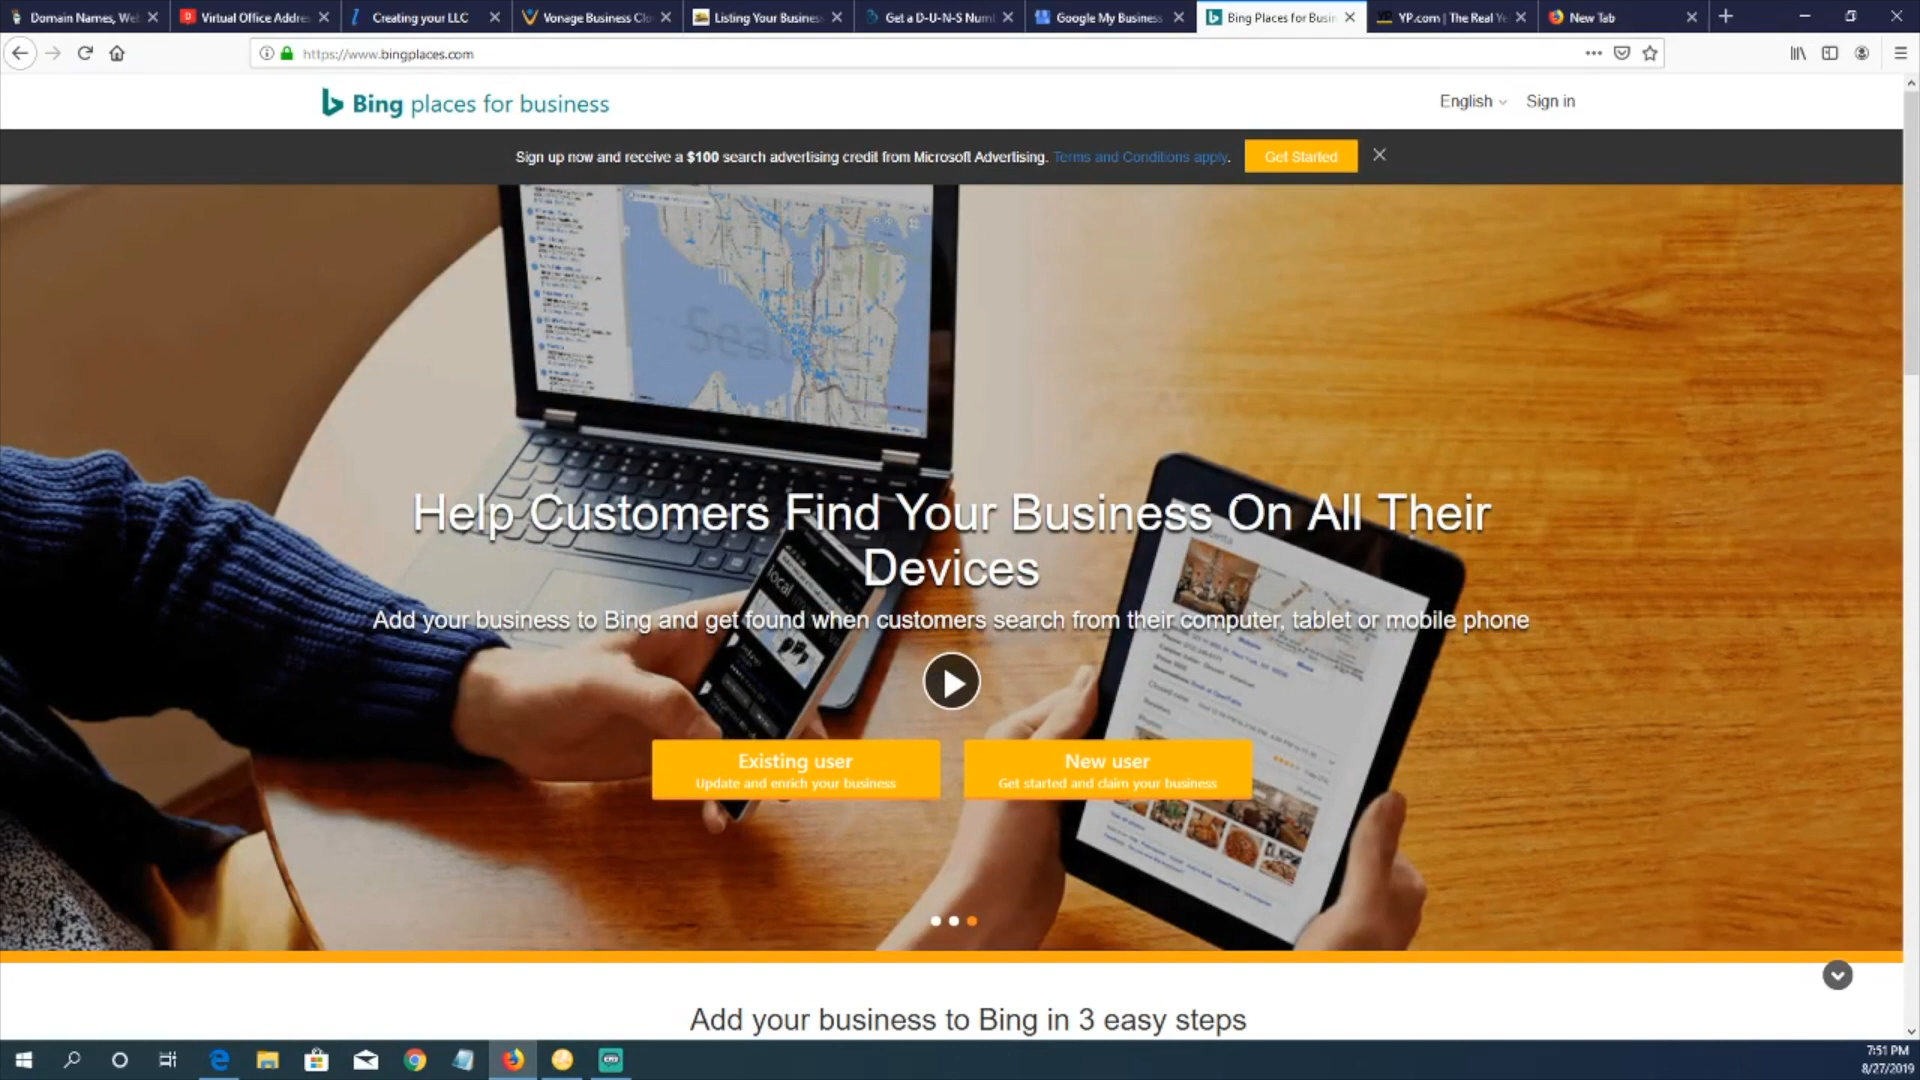 Domain Names, Wel
Virtual Office Addre
Creating your LLC
Vonage Business Clo
Listing Your Business
Get a D-U-N-S Num
Google My Business
Bing Places for Busin
YP.com | The Real Ye
New Tab
https://www.bingplaces.com
Bing places for business
English
Sign in
Sign up now and receive a $100 search advertising credit from Microsoft Advertising. Terms and Conditions apply.
Get Started
Help Customers Find Your Business On All Their
Devices
Add your business to Bing and get found when customers search from their computer, tablet or mobile phone
Existing user
Update and enrich your business
New user
Get started and claim your business
Add your business to Bing in 3 easy steps
7:51 PM
8/27/2019